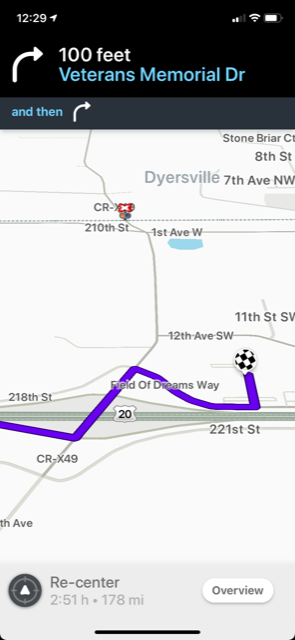 12:29
100 feet
Veterans Memorial Dr
and then
Stone Briar Ct
8th St
Dyersville
7th Ave NW
210th St
1st Ave W
11th St SW
12th Ave SW
Field Of Dreams Way
218th St
20
221st St
CR-X49
th Ave
Re-center
2:51 h • 178 mi
Overview